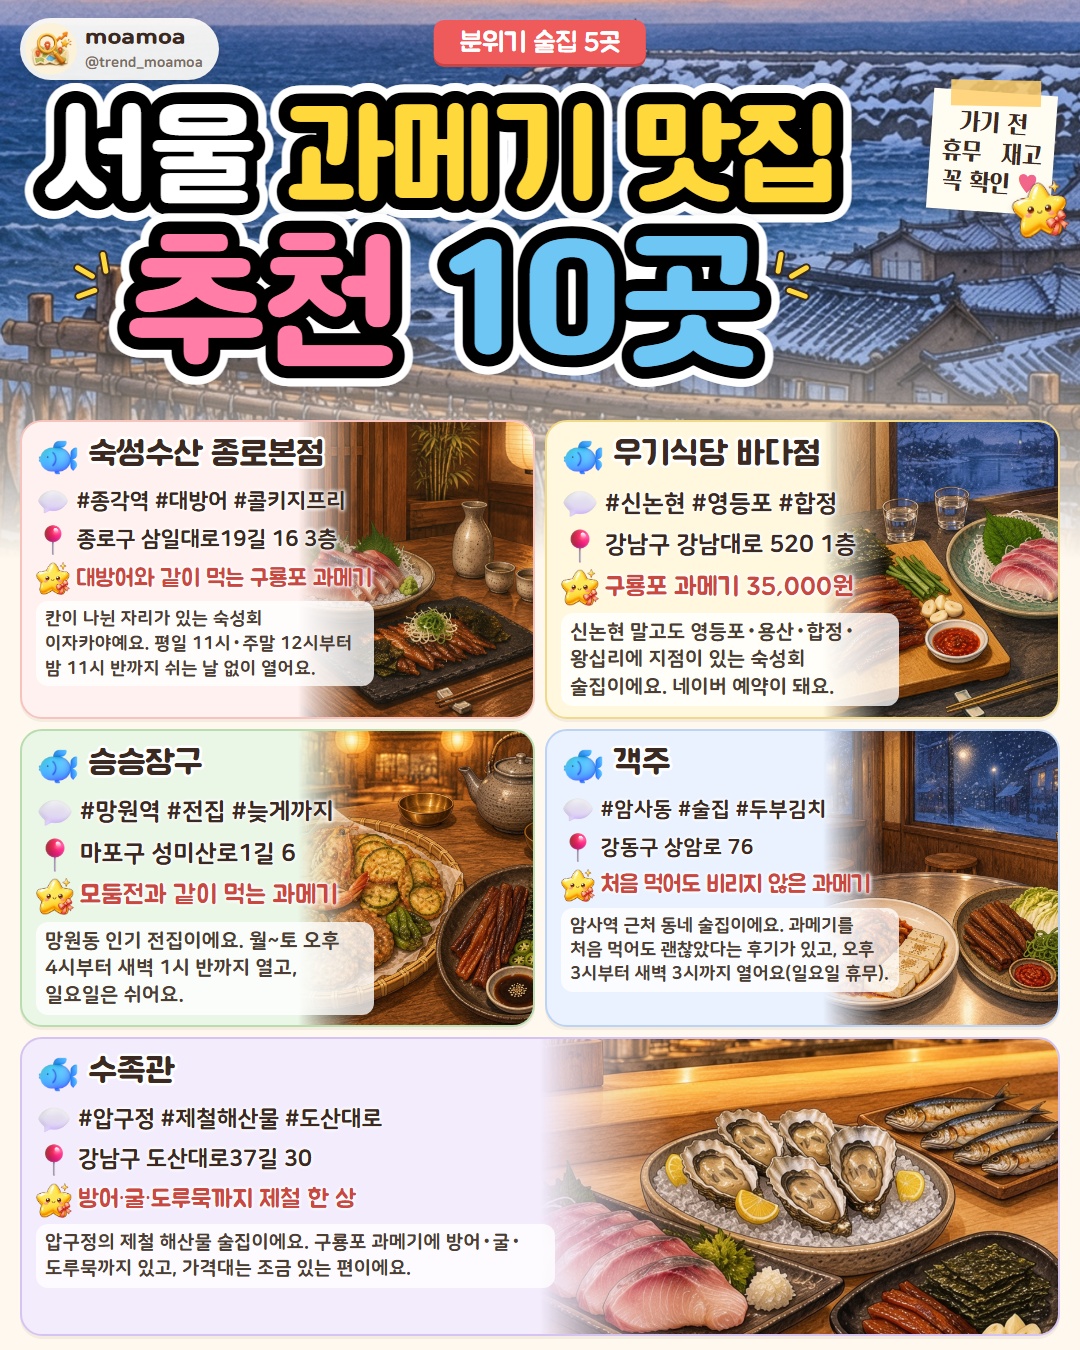 moamoa
@trend_moamoa
분위기 술집 5곳
서울 과메기 맛집
추천 10곳
가기 전
휴무 재고
꼭 확인
숙썽수산 종로본점
#종각역 #대방어 #콜키지프리
종로구 삼일대로19길 16 3층
대방어와 같이 먹는 구룡포 과메기
칸이 나뉜 자리가 있는 숙성회
이자카야예요. 평일 11시·주말 12시부터
밤 11시 반까지 쉬는 날 없이 열어요.
우기식당 바다점
#신논현 #영등포 #합정
강남구 강남대로 520 1층
구룡포 과메기 35,000원
신논현 말고도 영등포·용산·합정·
왕십리에 지점이 있는 숙성회
술집이에요. 네이버 예약이 돼요.
승승장구
#망원역 #전집 #늦게까지
마포구 성미산로1길 6
모둠전과 같이 먹는 과메기
망원동 인기 전집이에요. 월~토 오후
4시부터 새벽 1시 반까지 열고,
일요일은 쉬어요.
객주
#암사동 #술집 #두부김치
강동구 상암로 76
처음 먹어도 비리지 않은 과메기
암사역 근처 동네 술집이에요. 과메기를
처음 먹어도 괜찮았다는 후기가 있고, 오후
3시부터 새벽 3시까지 열어요(일요일 휴무).
수족관
#압구정 #제철해산물 #도산대로
강남구 도산대로37길 30
방어·굴·도루묵까지 제철 한 상
압구정의 제철 해산물 술집이에요. 구룡포 과메기에 방어·굴·
도루묵까지 있고, 가격대는 조금 있는 편이에요.